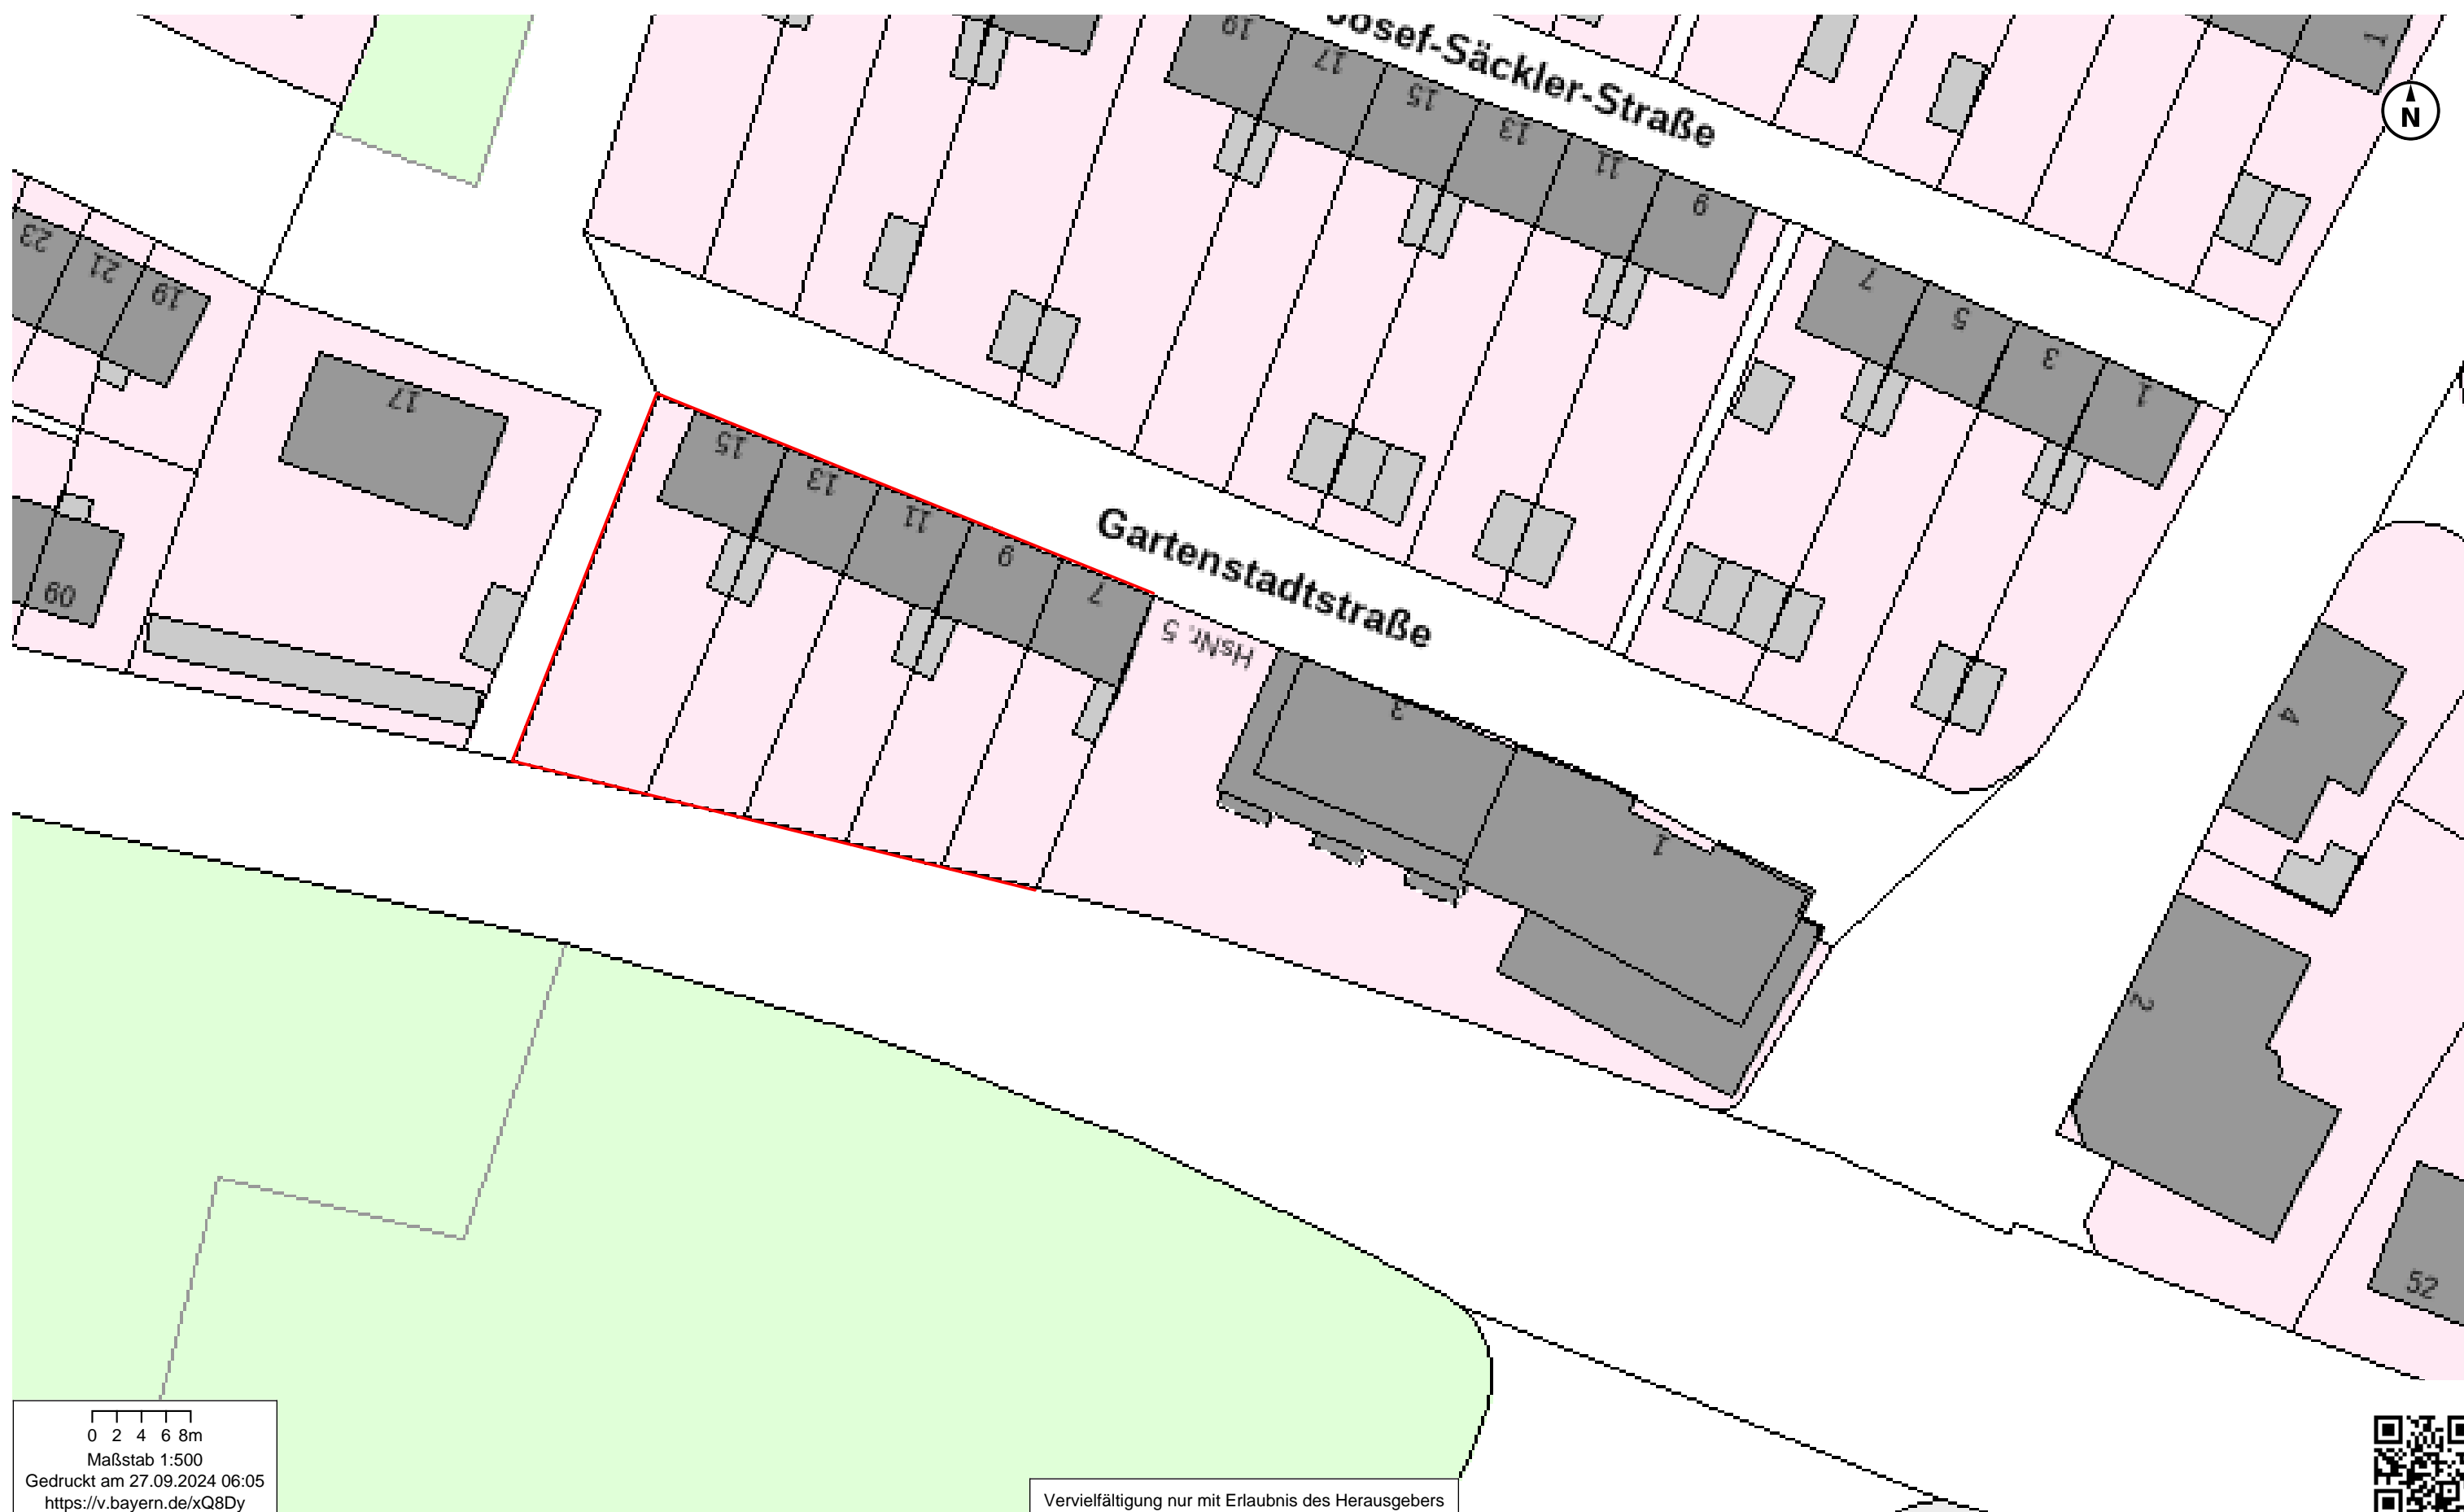 Josef-Säckler-Straße
19
17
15
13
11
9
7
5
3
1
1
N
23
21
19
17
60
15
13
11
9
7
HsNr. 5
Gartenstadtstraße
3
1
4
2
52
0 2 4 6 8m
Maßstab 1:500
Gedruckt am 27.09.2024 06:05
https://v.bayern.de/xQ8Dy
Vervielfältigung nur mit Erlaubnis des Herausgebers